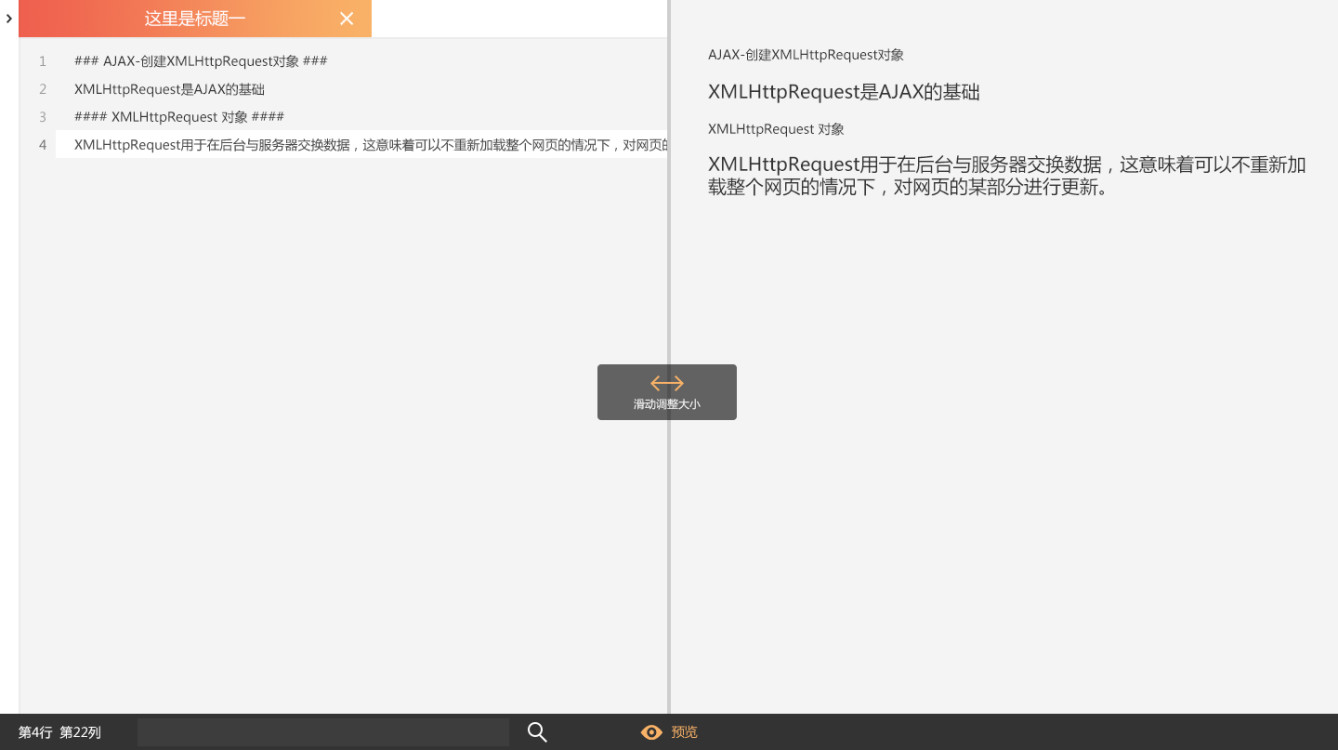 这里是标题一
1 ### AJAX-创建XMLHttpRequest对象 ###
2 XMLHttpRequest是AJAX的基础
3 #### XMLHttpRequest 对象 ####
4 XMLHttpRequest用于在后台与服务器交换数据，这意味着可以不重新加载整个网页的情况下，对网页的
AJAX-创建XMLHttpRequest对象
XMLHttpRequest是AJAX的基础
XMLHttpRequest 对象
XMLHttpRequest用于在后台与服务器交换数据，这意味着可以不重新加
载整个网页的情况下，对网页的某部分进行更新。
滑动调整大小
第4行 第22列
预览